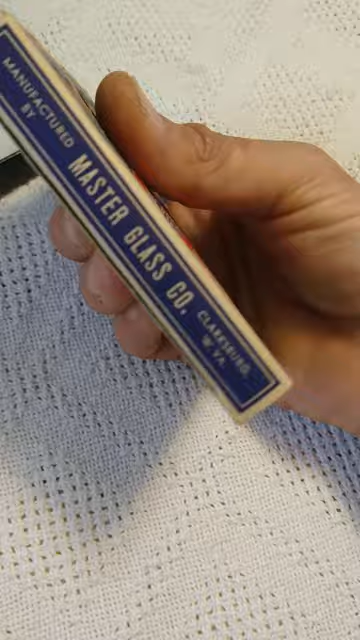 MANUFACTURED
BY
MASTER GLASS CO.
CLARKSBURG,
W. VA.